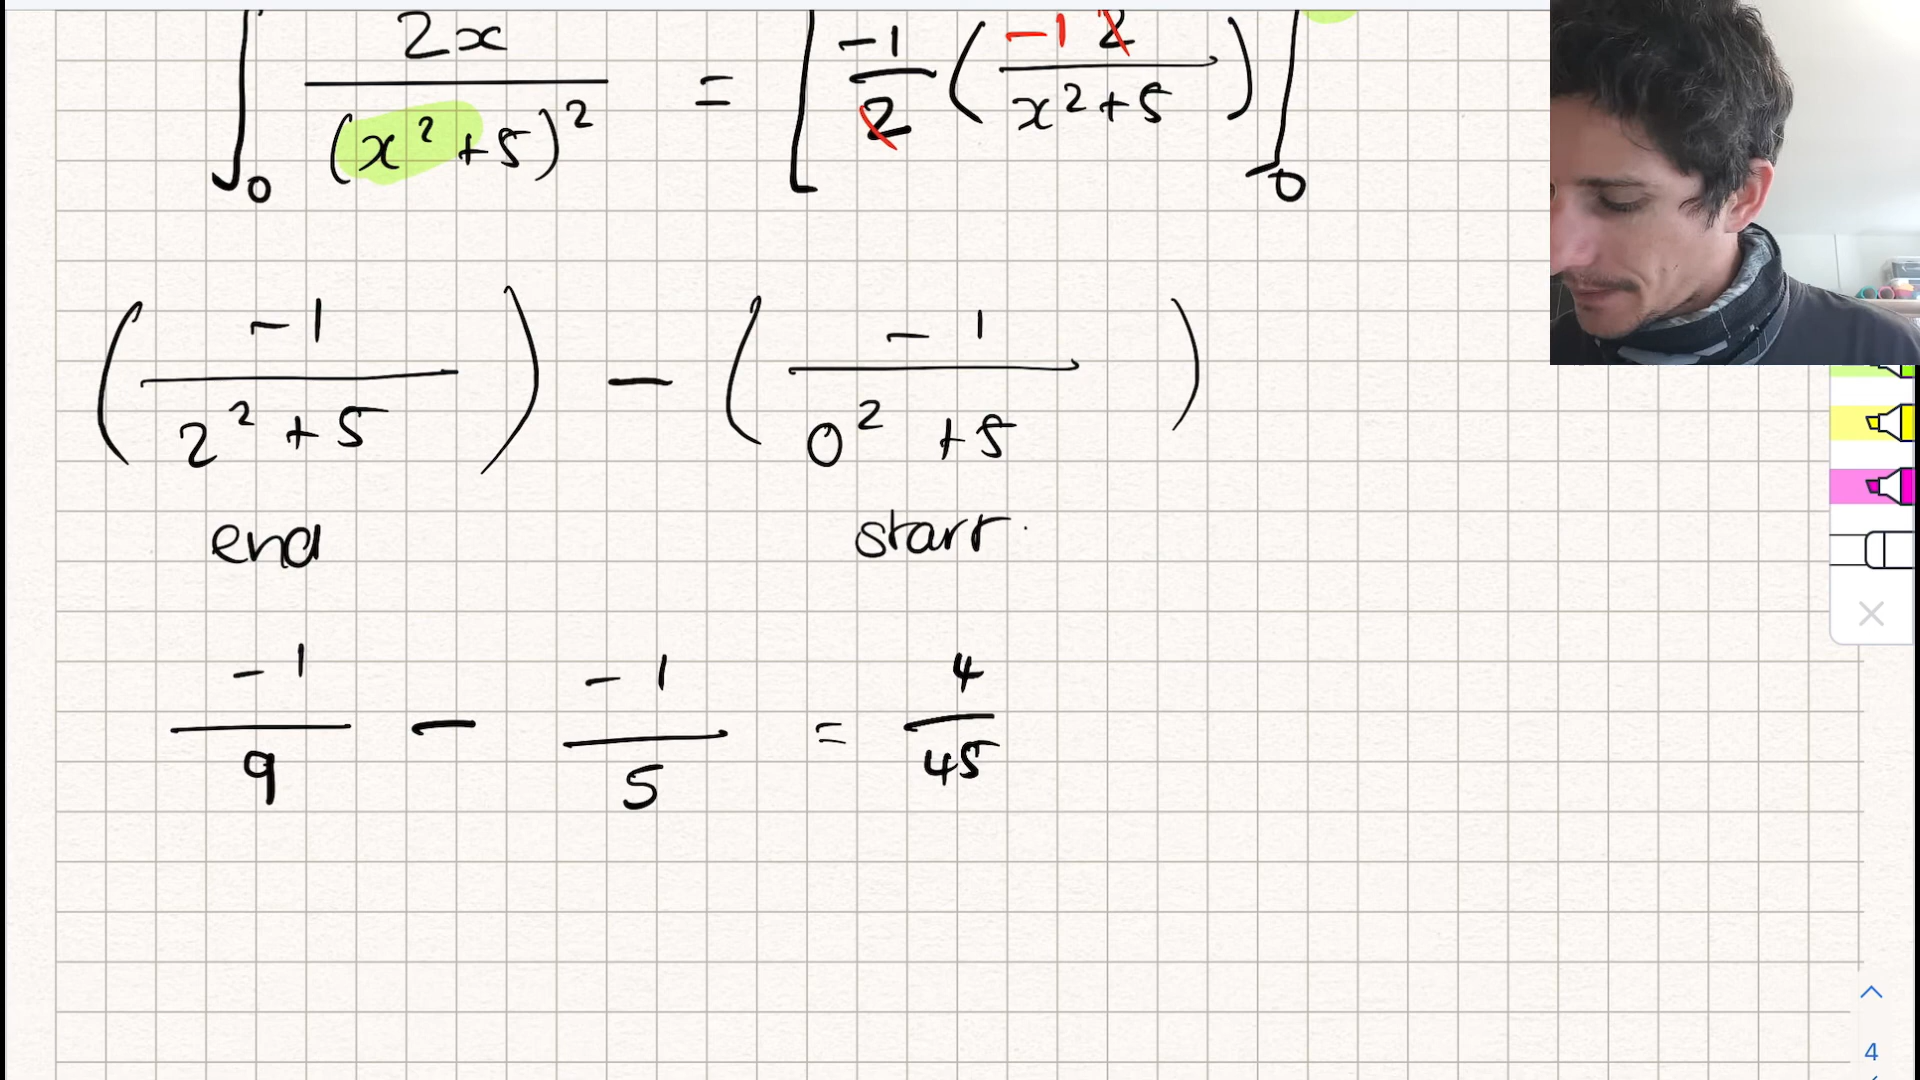 ∫₀ 2x / (x² + 5)² = [ -1/2 ( -1 2 / x² + 5 ) ]₀
( -1 / 2² + 5 ) - ( -1 / 0² + 5 )
end start
-1/9 - -1/5 = 4/45
4